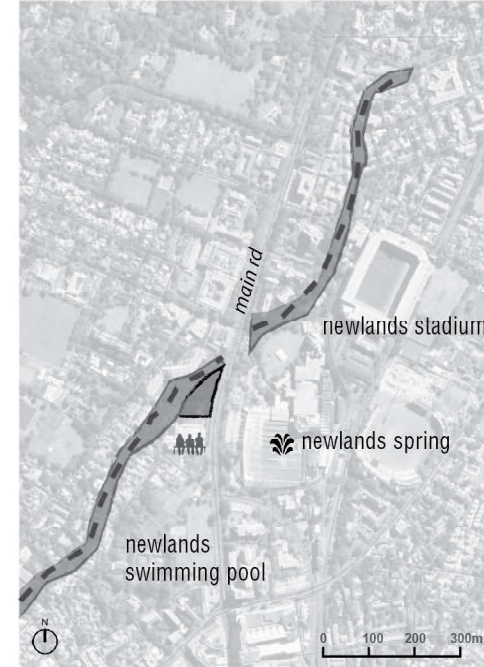 main rd
newlands stadium
newlands spring
newlands
swimming pool
N
0 100 200 300m